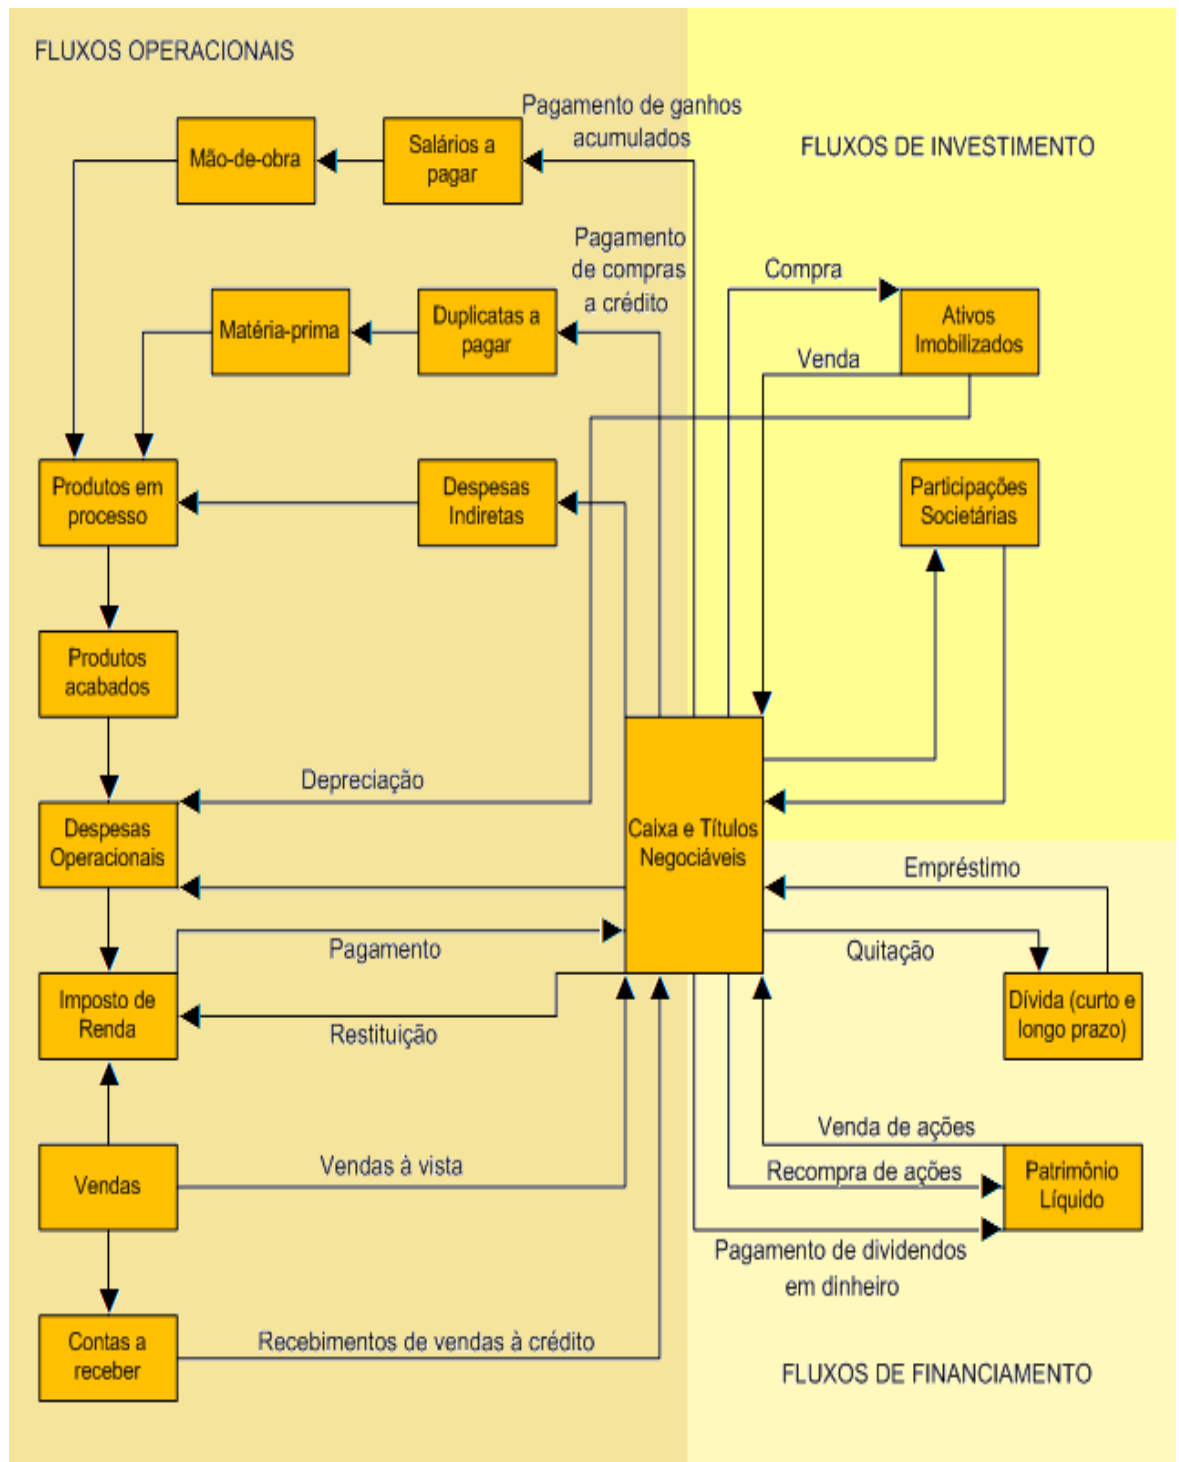 FLUXOS OPERACIONAIS
Pagamento de ganhos
acumulados
FLUXOS DE INVESTIMENTO
Mão-de-obra
Salários a
pagar
Pagamento
de compras
a crédito
Compra
Matéria-prima
Duplicatas a
pagar
Ativos
Imobilizados
Venda
Produtos em
processo
Despesas
Indiretas
Participações
Societárias
Produtos
acabados
Depreciação
Despesas
Operacionais
Caixa e Títulos
Negociáveis
Empréstimo
Pagamento
Quitação
Imposto de
Renda
Restituição
Dívida (curto e
longo prazo)
Venda de ações
Vendas
Vendas à vista
Recompra de ações
Patrimônio
Líquido
Pagamento de dividendos
em dinheiro
Contas a
receber
Recebimentos de vendas à crédito
FLUXOS DE FINANCIAMENTO